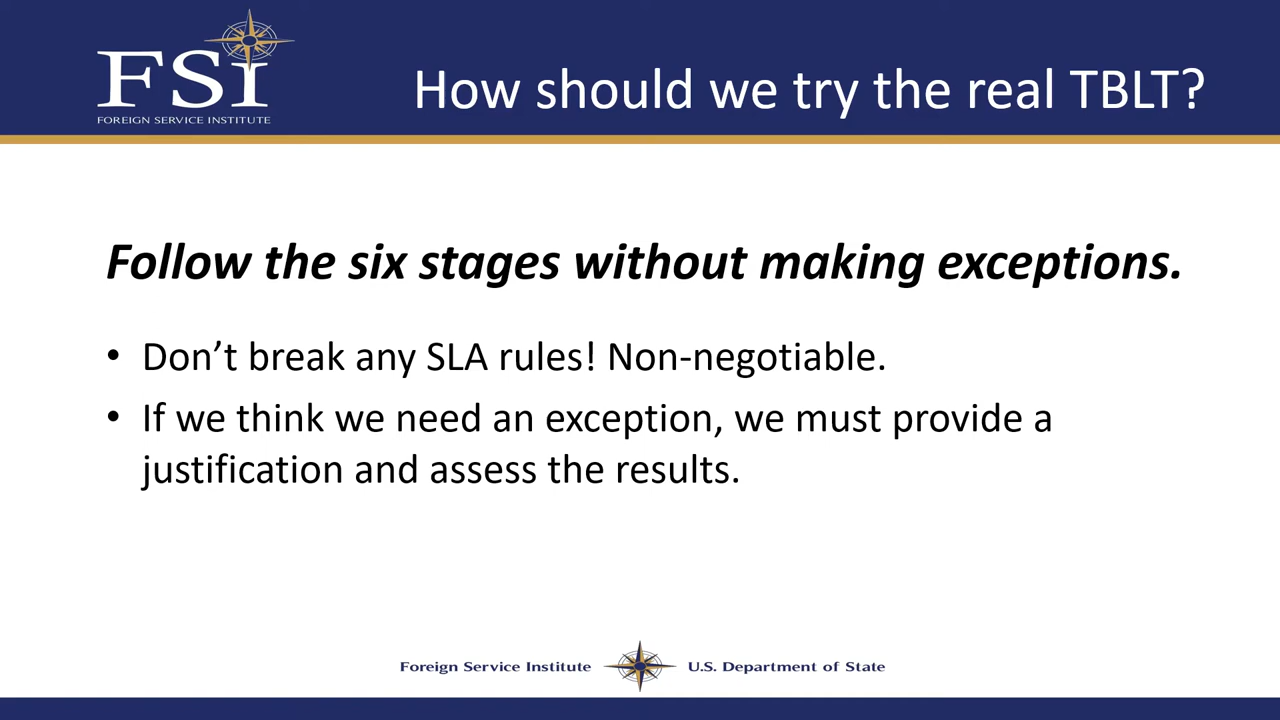 FSI
FOREIGN SERVICE INSTITUTE
How should we try the real TBLT?
Follow the six stages without making exceptions.
• Don’t break any SLA rules! Non-negotiable.
• If we think we need an exception, we must provide a
justification and assess the results.
Foreign Service Institute U.S. Department of State